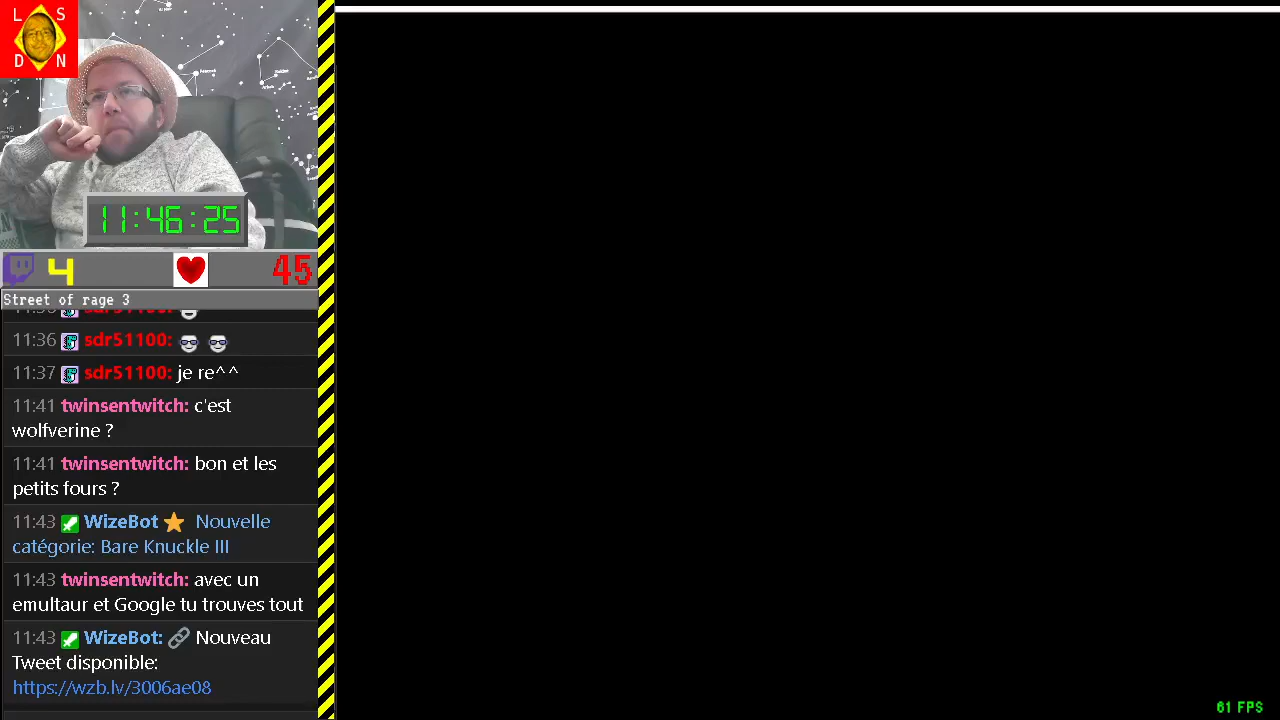 L S
D N
11:46:25
4 45
Street of rage 3
sdr51100:
11:36 sdr51100:
11:37 sdr51100: je re^^
11:41 twinsentwitch: c'est
wolfverine ?
11:41 twinsentwitch: bon et les
petits fours ?
11:43 WizeBot Nouvelle
catégorie: Bare Knuckle III
11:43 twinsentwitch: avec un
emultaur et Google tu trouves tout
11:43 WizeBot: Nouveau
Tweet disponible:
https://wzb.lv/3006ae08
61 FPS